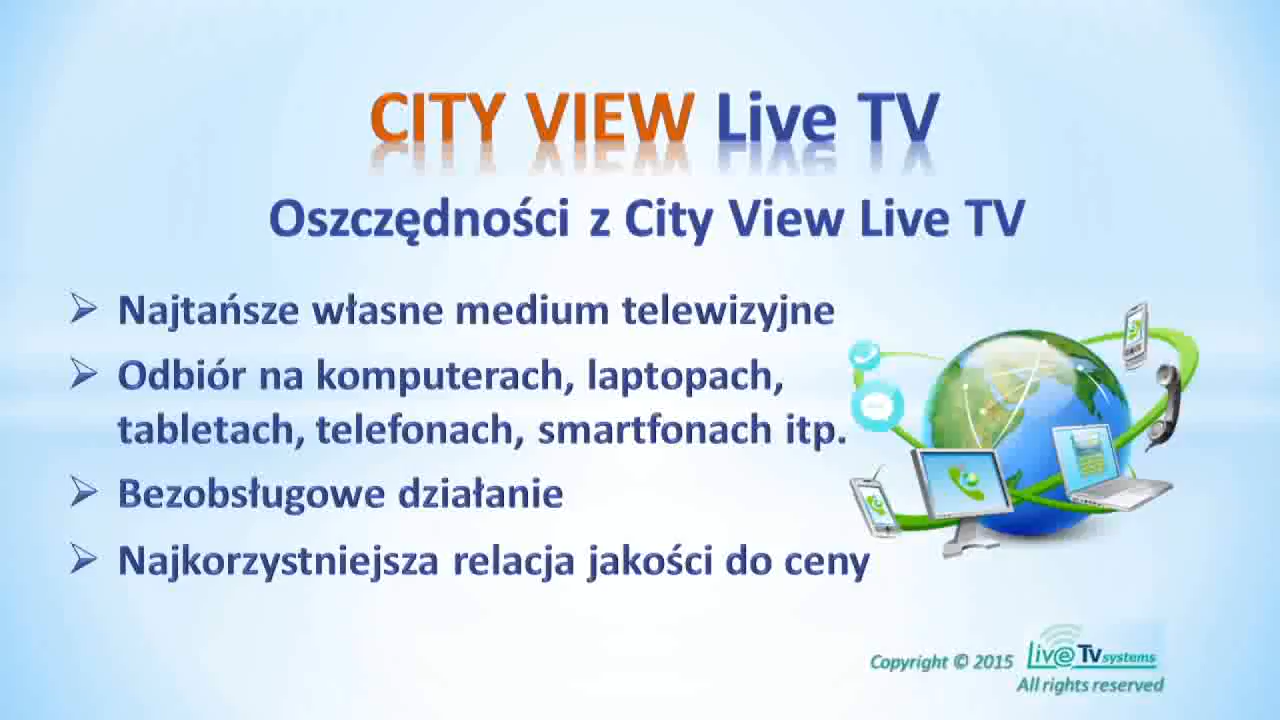 CITY VIEW Live TV
Oszczędności z City View Live TV
➢ Najtańsze własne medium telewizyjne
➢ Odbiór na komputerach, laptopach,
tabletach, telefonach, smartfonach itp.
➢ Bezobsługowe działanie
➢ Najkorzystniejsza relacja jakości do ceny
Copyright © 2015 Live TV systems
All rights reserved